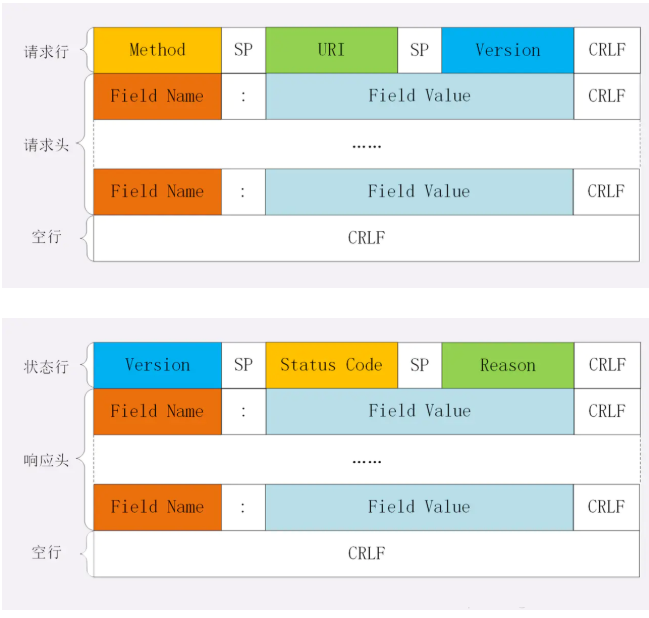 请求行 Method SP URI SP Version CRLF
Field Name : Field Value CRLF
请求头 ······
Field Name : Field Value CRLF
空行 CRLF
状态行 Version SP Status Code SP Reason CRLF
Field Name : Field Value CRLF
响应头 ······
Field Name : Field Value CRLF
空行 CRLF